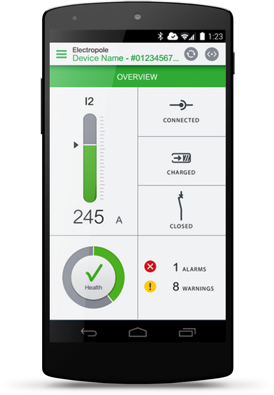 1:23
Electropole
Device Name - #01234567...
OVERVIEW
I2
CONNECTED
CHARGED
245 A
CLOSED
Health
1 ALARMS
8 WARNINGS